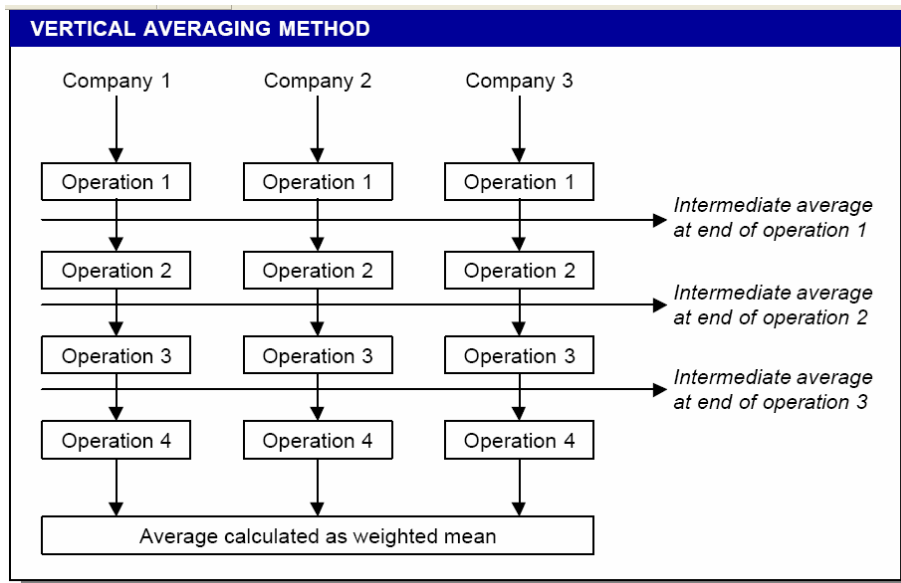 VERTICAL AVERAGING METHOD
Company 1 Company 2 Company 3
Operation 1 Operation 1 Operation 1
Intermediate average
at end of operation 1
Operation 2 Operation 2 Operation 2
Intermediate average
at end of operation 2
Operation 3 Operation 3 Operation 3
Intermediate average
at end of operation 3
Operation 4 Operation 4 Operation 4
Average calculated as weighted mean